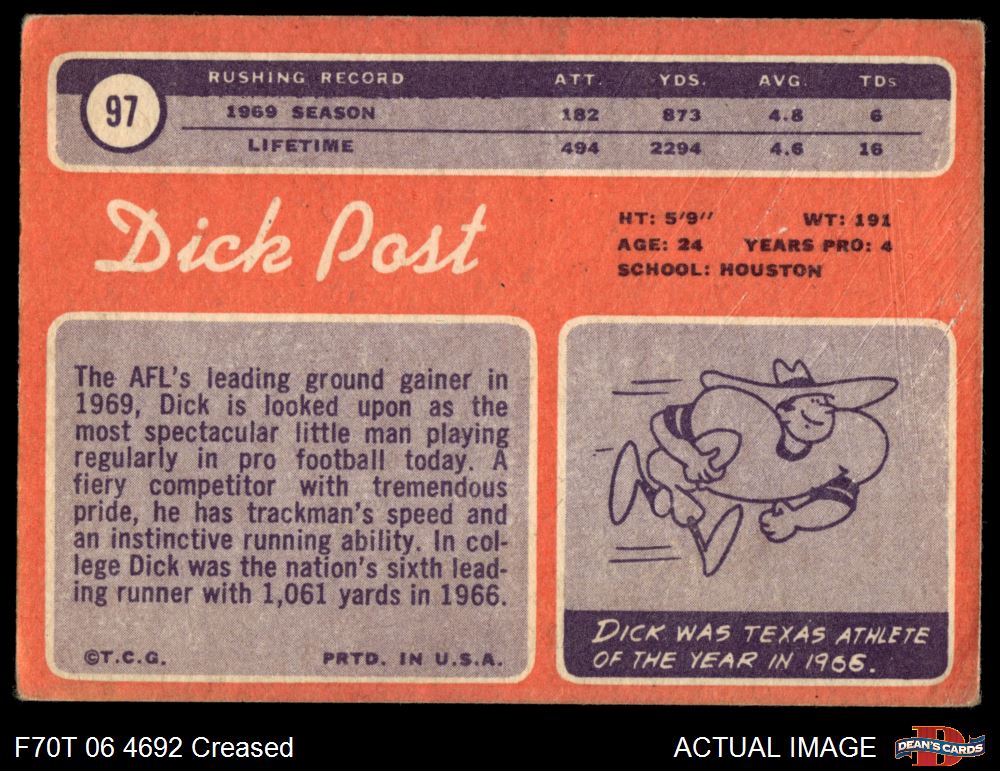 97
RUSHING RECORD ATT. YDS. AVG. TDs
1969 SEASON 182 873 4.8 6
LIFETIME 494 2294 4.6 16
Dick Post
HT: 5'9" WT: 191
AGE: 24 YEARS PRO: 4
SCHOOL: HOUSTON
The AFL's leading ground gainer in
1969, Dick is looked upon as the
most spectacular little man playing
regularly in pro football today. A
fiery competitor with tremendous
pride, he has trackman's speed and
an instinctive running ability. In col-
lege Dick was the nation's sixth lead-
ing runner with 1,061 yards in 1966.
©T.C.G. PRTD. IN U.S.A.
DICK WAS TEXAS ATHLETE
OF THE YEAR IN 1966.
F70T 06 4692 Creased
ACTUAL IMAGE
D
DEAN'S CARDS